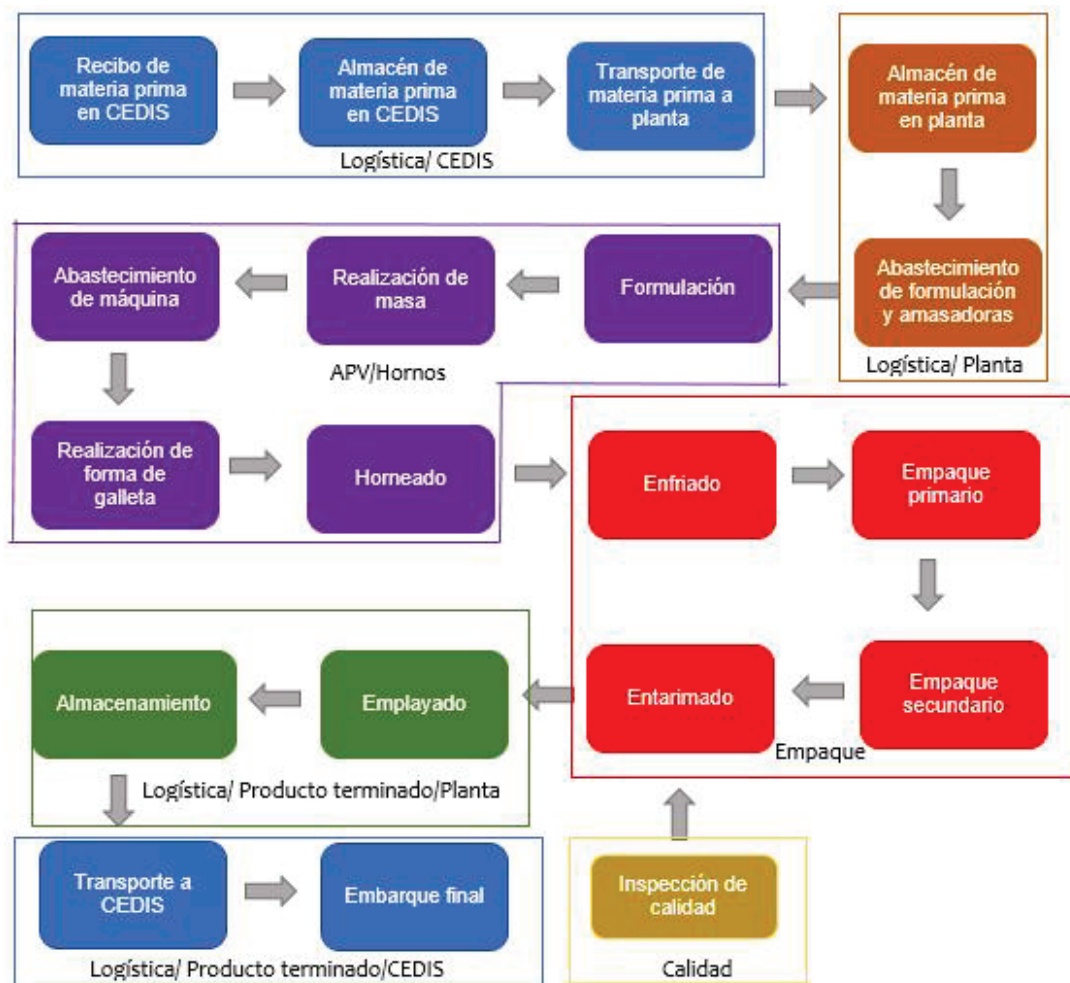 Recibo de
materia prima
en CEDIS
Almacén de
materia prima
en CEDIS
Transporte de
materia prima a
planta
Logística/ CEDIS
Almacén de
materia prima
en planta
Abastecimiento
de formulación
y amasadoras
Logística/ Planta
Formulación
Realización de
masa
Abastecimiento
de máquina
APV/Hornos
Realización de
forma de
galleta
Horneado
Enfriado
Empaque
primario
Empaque
secundario
Entarimado
Empaque
Emplayado
Almacenamiento
Logística/ Producto terminado/Planta
Transporte a
CEDIS
Embarque final
Logística/ Producto terminado/CEDIS
Inspección de
calidad
Calidad